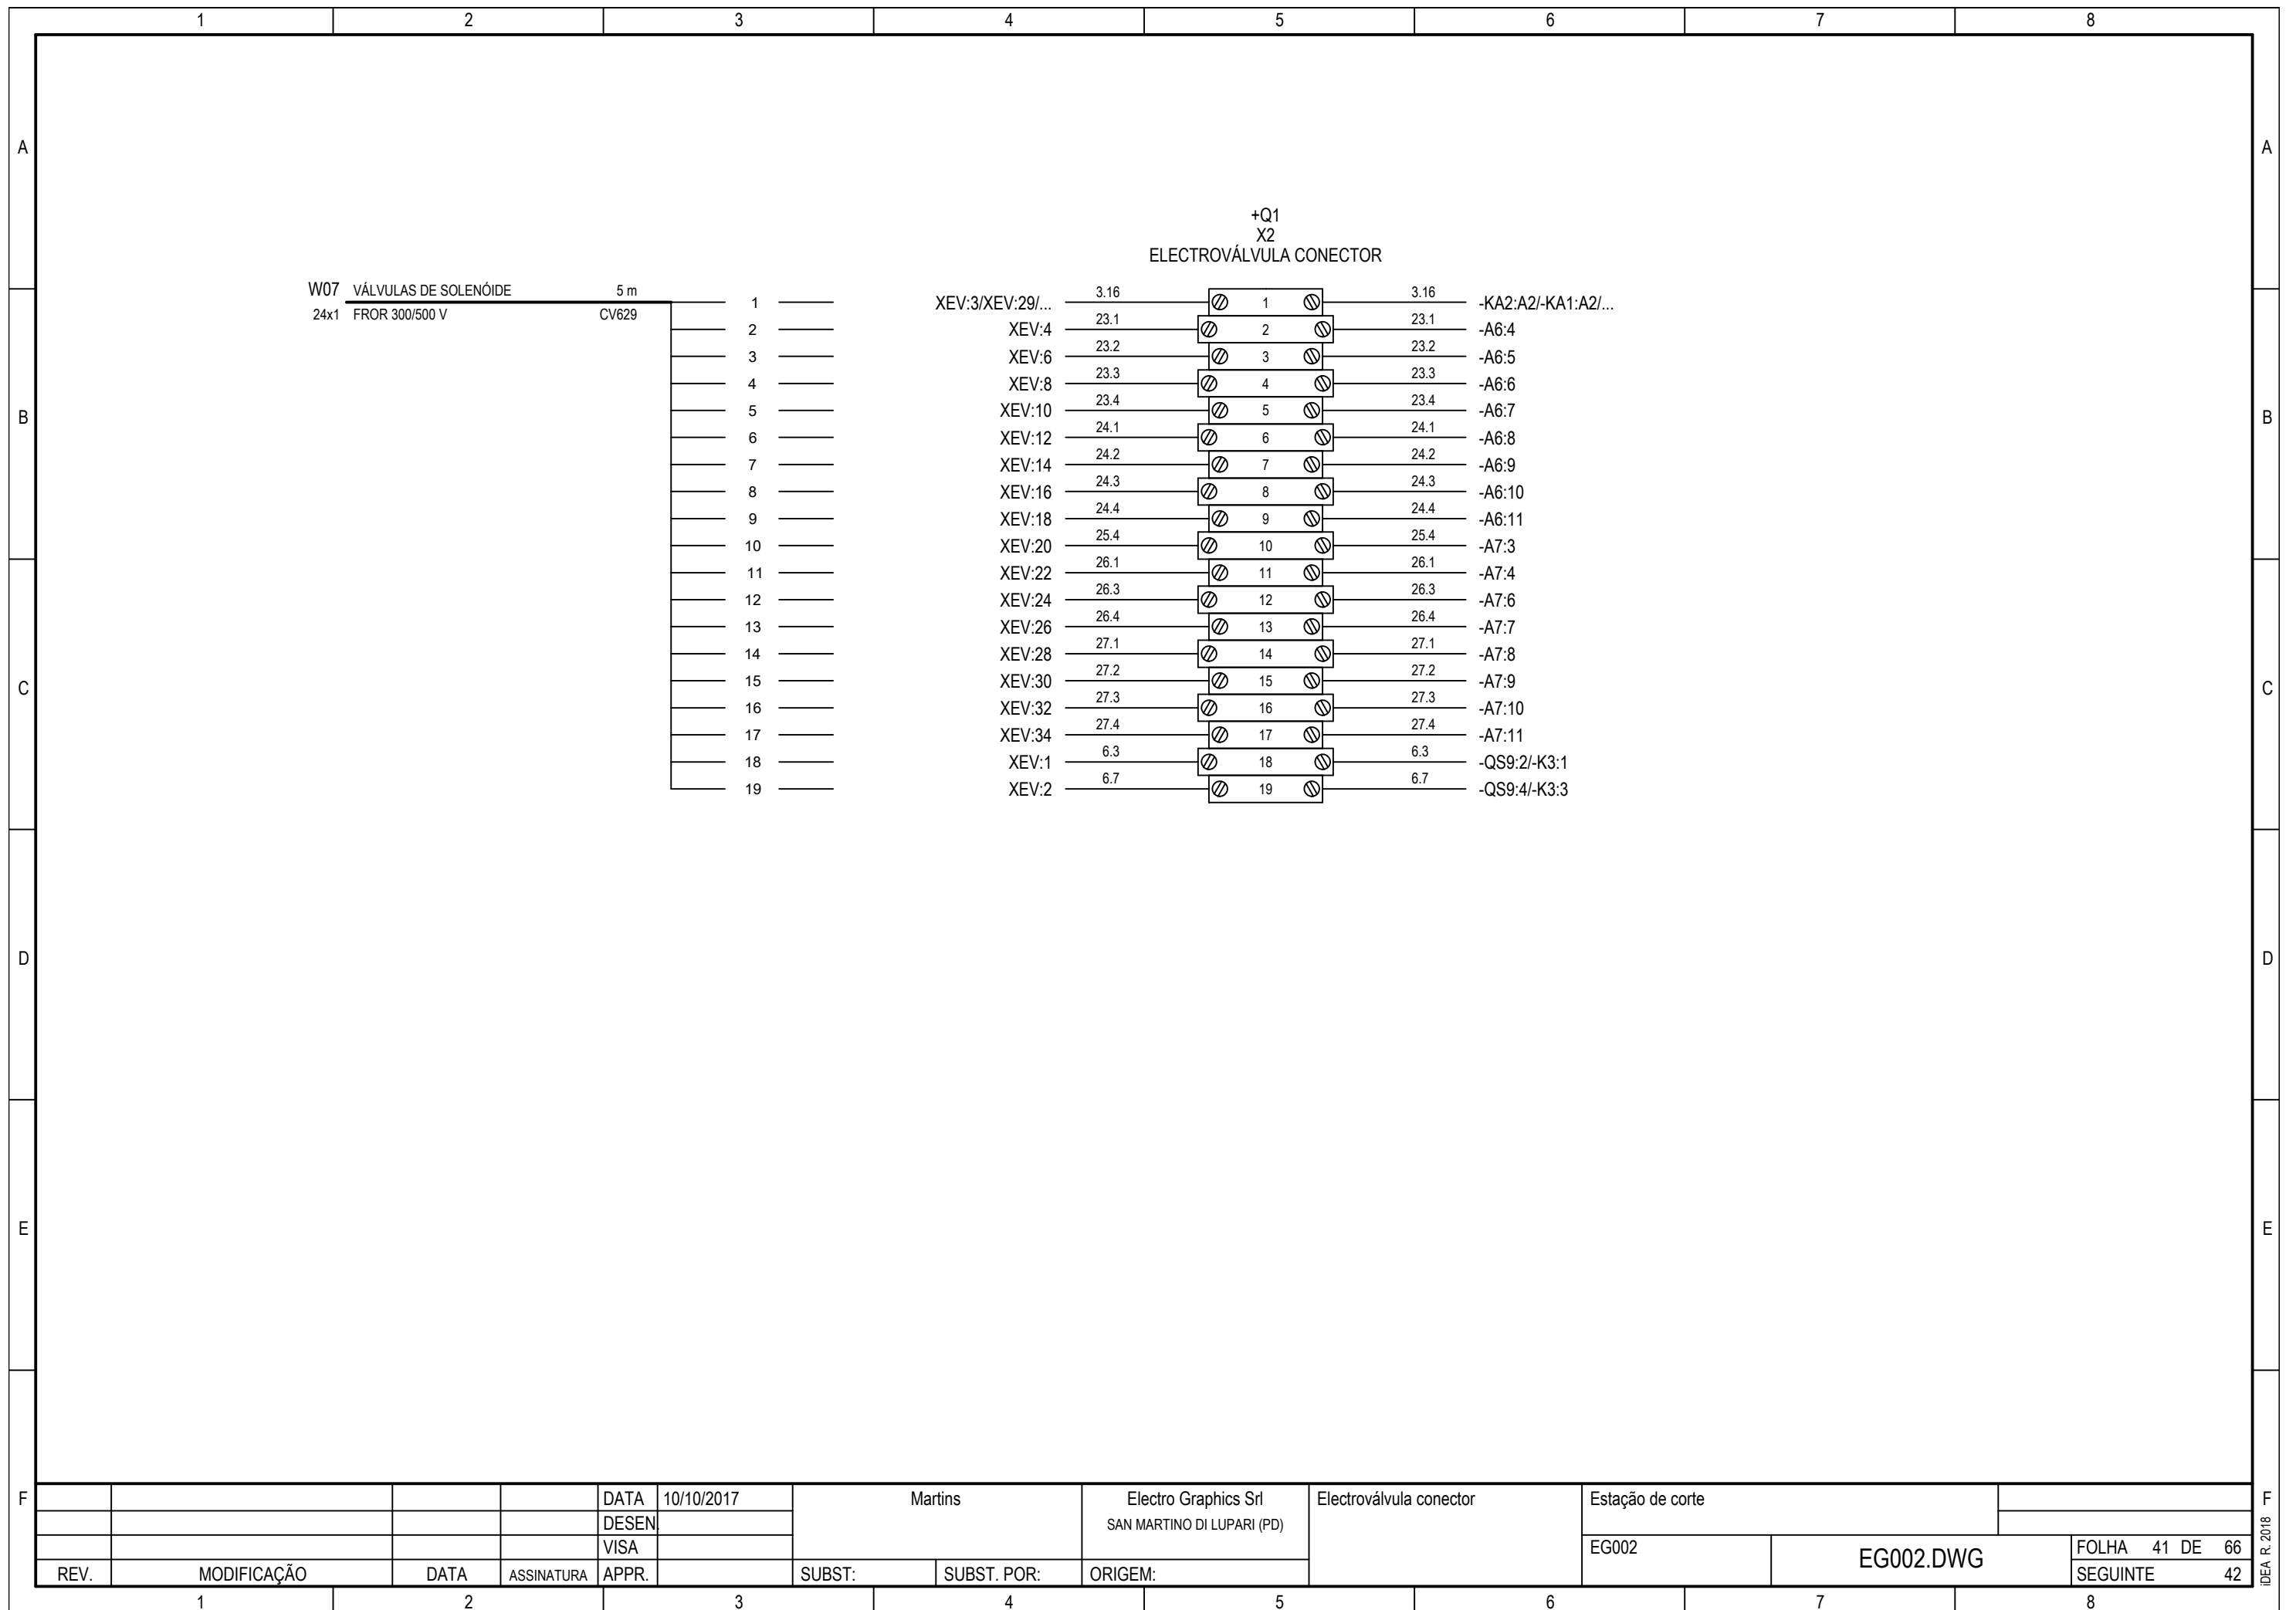 1 2 3 4 5 6 7 8
A A
+Q1
X2
ELECTROVÁLVULA CONECTOR
W07 VÁLVULAS DE SOLENÓIDE 5 m
24x1 FROR 300/500 V CV629
1 XEV:3/XEV:29/... 3.16 1 3.16 -KA2:A2/-KA1:A2/...
2 XEV:4 23.1 2 23.1 -A6:4
3 XEV:6 23.2 3 23.2 -A6:5
4 XEV:8 23.3 4 23.3 -A6:6
B 5 XEV:10 23.4 5 23.4 -A6:7 B
6 XEV:12 24.1 6 24.1 -A6:8
7 XEV:14 24.2 7 24.2 -A6:9
8 XEV:16 24.3 8 24.3 -A6:10
9 XEV:18 24.4 9 24.4 -A6:11
10 XEV:20 25.4 10 25.4 -A7:3
11 XEV:22 26.1 11 26.1 -A7:4
12 XEV:24 26.3 12 26.3 -A7:6
13 XEV:26 26.4 13 26.4 -A7:7
14 XEV:28 27.1 14 27.1 -A7:8
C 15 XEV:30 27.2 15 27.2 -A7:9 C
16 XEV:32 27.3 16 27.3 -A7:10
17 XEV:34 27.4 17 27.4 -A7:11
18 XEV:1 6.3 18 6.3 -QS9:2/-K3:1
19 XEV:2 6.7 19 6.7 -QS9:4/-K3:3
D D
E E
F DATA 10/10/2017 Martins Electro Graphics Srl Electroválvula conector Estação de corte F
DESEN. SAN MARTINO DI LUPARI (PD)
VISA EG002 EG002.DWG FOLHA 41 DE 66
REV. MODIFICAÇÃO DATA ASSINATURA APPR. SUBST: SUBST. POR: ORIGEM: SEGUINTE 42
iDEA R. 2018
1 2 3 4 5 6 7 8